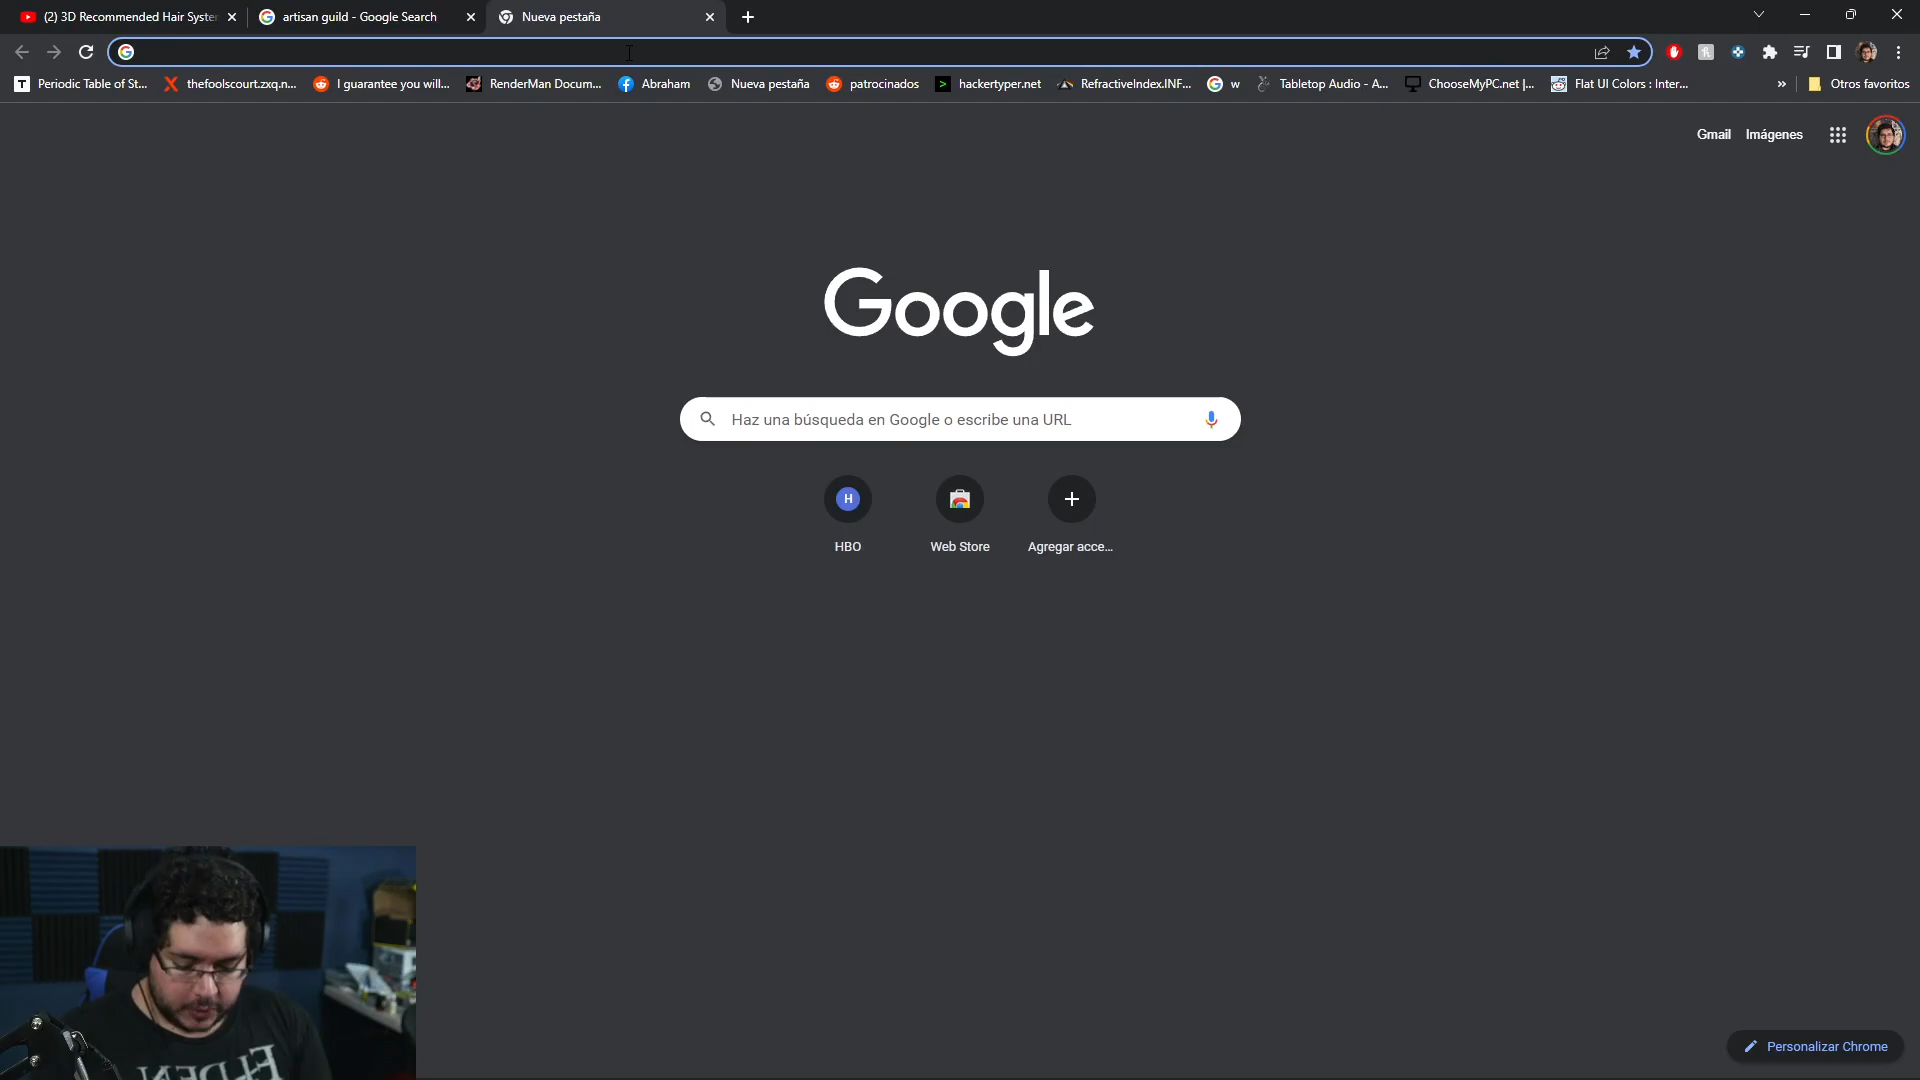 (2) 3D Recommended Hair Syste
artisan guild - Google Search
Nueva pestaña
Periodic Table of St...
thefoolscourt.zxq.n...
I guarantee you will...
RenderMan Docum...
Abraham
Nueva pestaña
patrocinados
hackertyper.net
RefractiveIndex.INF...
w
Tabletop Audio - A...
ChooseMyPC.net |...
Flat UI Colors : Inter...
»
Otros favoritos
Gmail
Imágenes
Google
Haz una búsqueda en Google o escribe una URL
H
HBO
Web Store
Agregar acce...
ELDEN
Personalizar Chrome